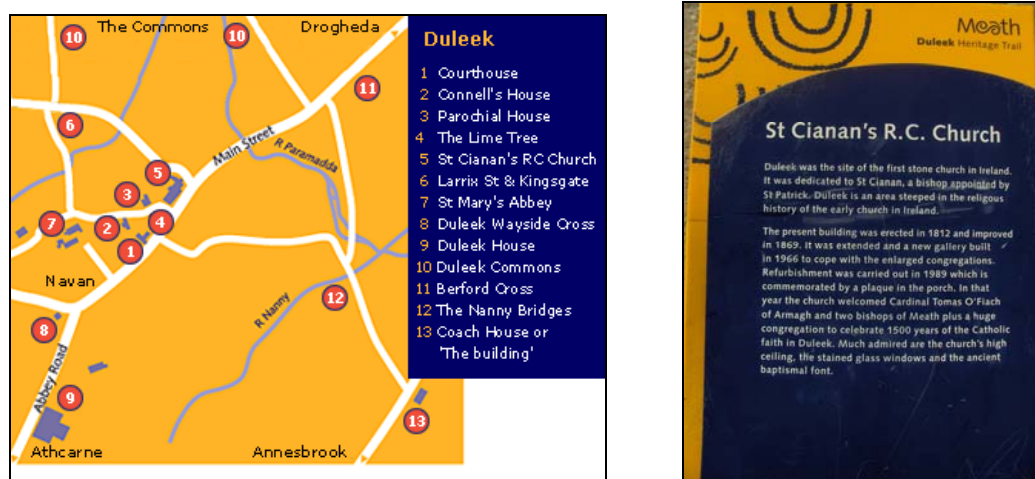 The Commons
Drogheda
10
10
11
6
Main Street
R Paramadda
5
3
7
2
4
1
Navan
12
R Nanny
8
Abbey Road
9
13
Athcarne
Annesbrook
Duleek
1 Courthouse
2 Connell's House
3 Parochial House
4 The Lime Tree
5 St Cianan's RC Church
6 Larrix St & Kingsgate
7 St Mary's Abbey
8 Duleek Wayside Cross
9 Duleek House
10 Duleek Commons
11 Berford Cross
12 The Nanny Bridges
13 Coach House or
'The building'
Meath
Duleek Heritage Trail
St Cianan's R.C. Church
Duleek was the site of the first stone church in Ireland.
It was dedicated to St Cianan, a bishop appointed by
St Patrick. Duleek is an area steeped in the religous
history of the early church in Ireland.
The present building was erected in 1812 and improved
in 1869. It was extended and a new gallery built
in 1966 to cope with the enlarged congregations.
Refurbishment was carried out in 1989 which is
commemorated by a plaque in the porch. In that
year the church welcomed Cardinal Tomas O'Fiach
of Armagh and two bishops of Meath plus a huge
congregation to celebrate 1500 years of the Catholic
faith in Duleek. Much admired are the church's high
ceiling, the stained glass windows and the ancient
baptismal font.